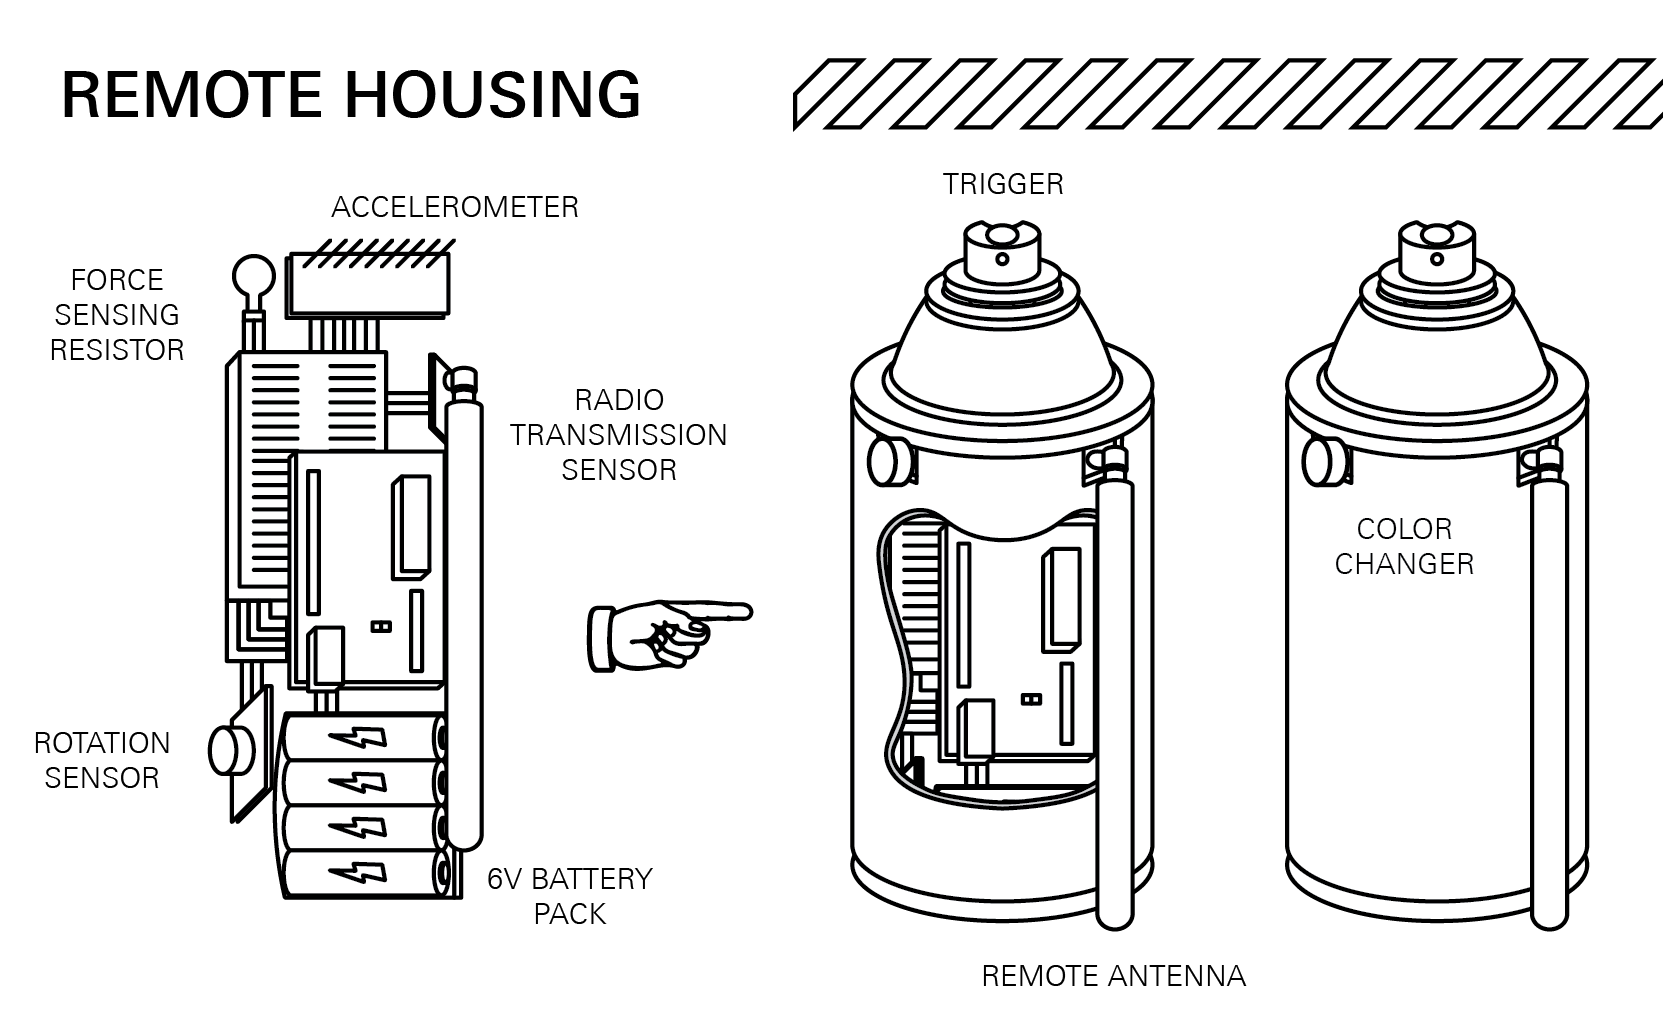 REMOTE HOUSING
TRIGGER
ACCELEROMETER
FORCE
SENSING
RESISTOR
RADIO
TRANSMISSION
SENSOR
COLOR
CHANGER
ROTATION
SENSOR
6V BATTERY
PACK
REMOTE ANTENNA